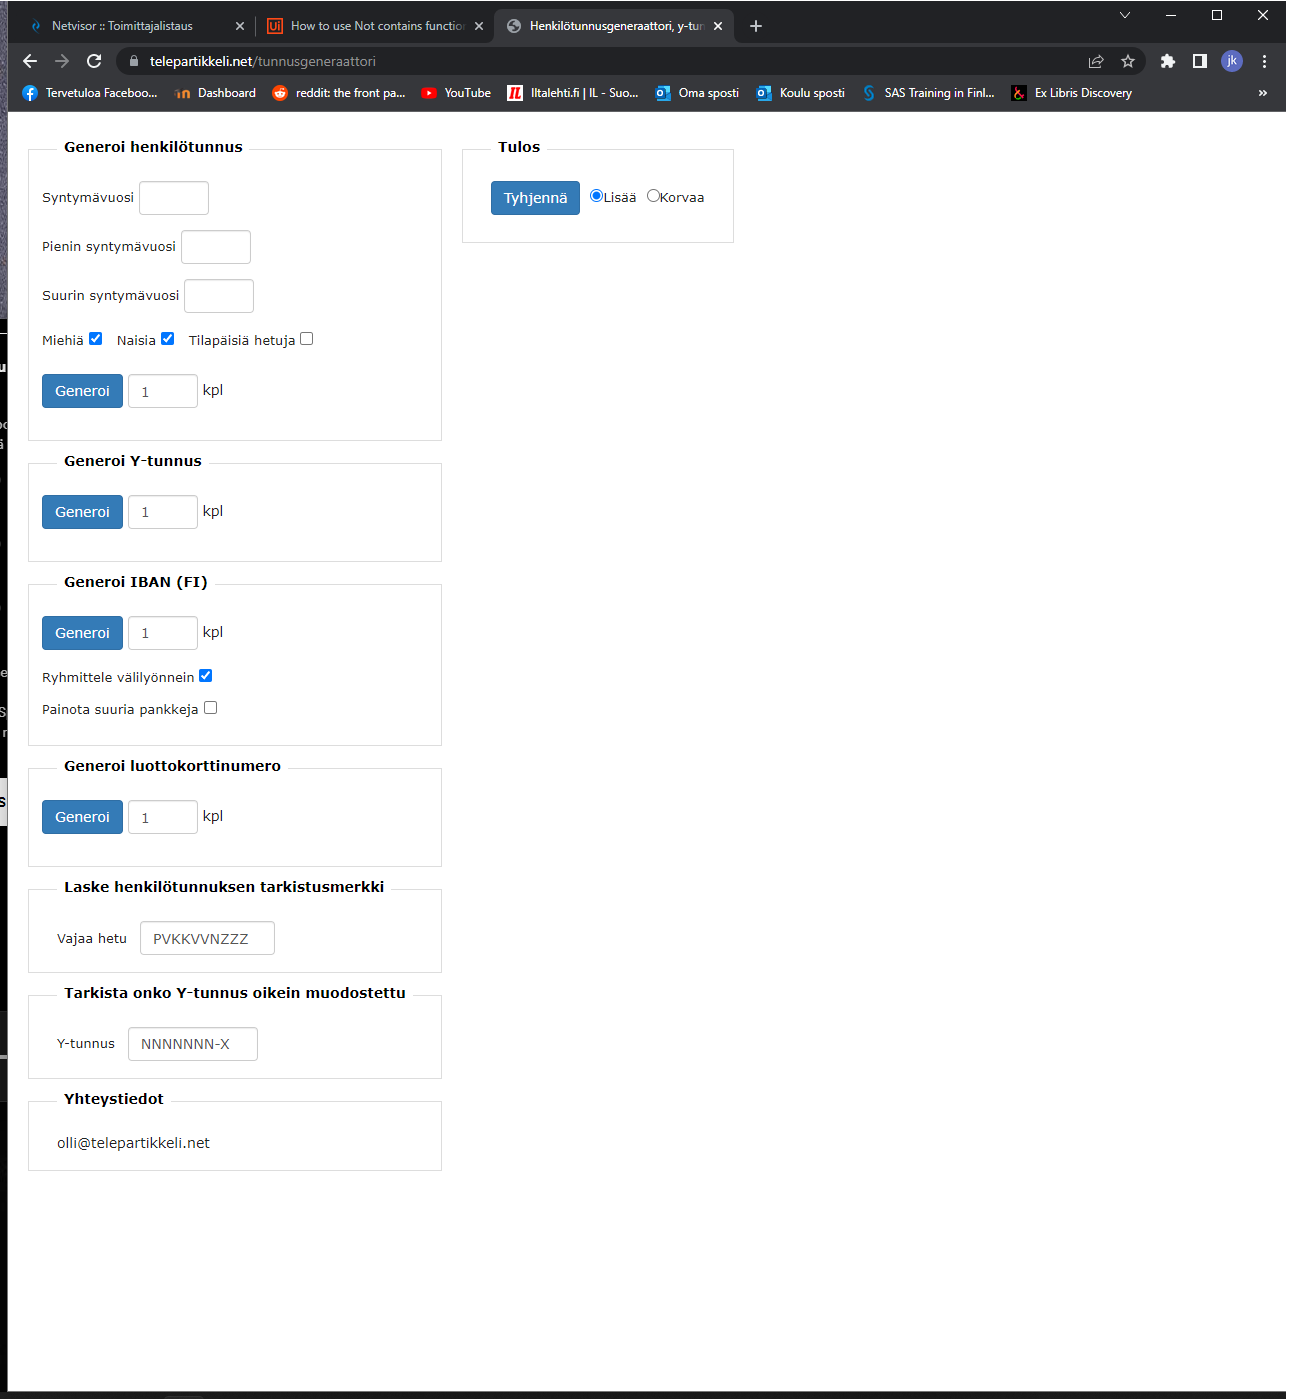 Netvisor :: Toimittajalistaus
How to use Not contains functio
Henkilötunnusgeneraattori, y-tun
telepartikkeli.net/tunnusgeneraattori
jk
Tervetuloa Faceboo...
Dashboard
reddit: the front pa...
YouTube
Iltalehti.fi | IL - Suo...
Oma sposti
Koulu sposti
SAS Training in Finl...
Ex Libris Discovery
»
Generoi henkilötunnus
Syntymävuosi
Pienin syntymävuosi
Suurin syntymävuosi
Miehiä Naisia Tilapäisiä hetuja
Generoi 1 kpl
Generoi Y-tunnus
Generoi 1 kpl
Generoi IBAN (FI)
Generoi 1 kpl
Ryhmittele välilyönnein
Painota suuria pankkeja
Generoi luottokorttinumero
Generoi 1 kpl
Laske henkilötunnuksen tarkistusmerkki
Vajaa hetu PVKKVVNZZZ
Tarkista onko Y-tunnus oikein muodostettu
Y-tunnus NNNNNNN-X
Yhteystiedot
olli@telepartikkeli.net
Tulos
Tyhjennä Lisää Korvaa